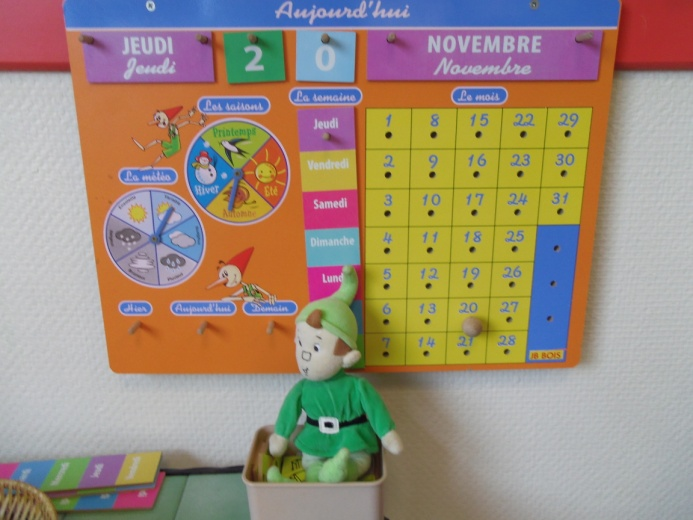 Aujourd'hui
JEUDI
Jeudi
2
0
NOVEMBRE
Novembre
Les saisons
Printemps
Eté
Automne
Hiver
La météo
La semaine
Jeudi
Vendredi
Samedi
Dimanche
Lund
Le mois
1 8 15 22 29
2 9 16 23 30
3 10 17 24 31
4 11 18 25
5 12 19 26
6 13 20 27
7 14 21 28
Hier
Aujourd'hui
Demain
JB BOIS